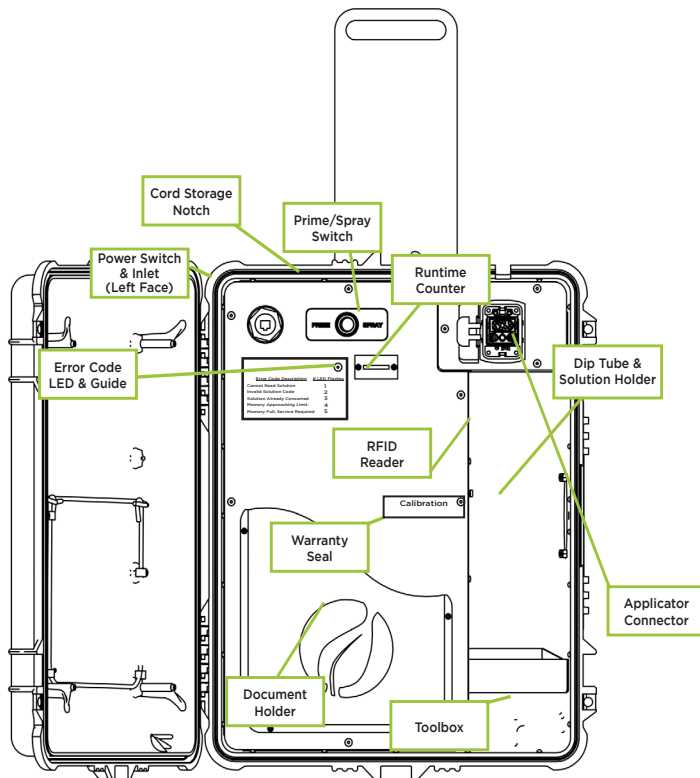 Cord Storage
Notch
Prime/Spray
Switch
Power Switch
& Inlet
(Left Face)
Runtime
Counter
PRIME
SPRAY
Error Code
LED & Guide
Error Code Description # LED Flashes
Cannot Read Solution 1
Invalid Solution Code 2
Solution Already Consumed 3
Memory Approaching Limit. 4
Memory Full, Service Required 5
Dip Tube &
Solution Holder
RFID
Reader
Calibration
Warranty
Seal
Applicator
Connector
Document
Holder
Toolbox